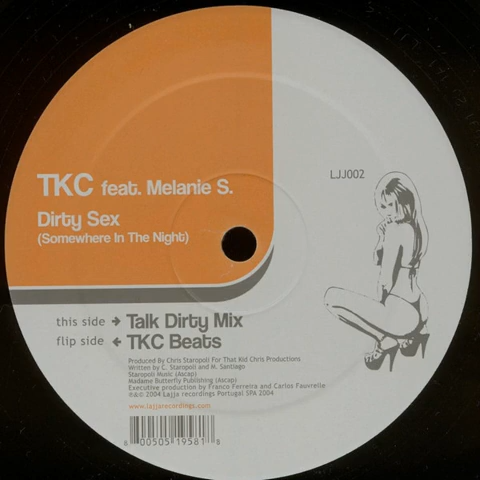 TKC feat. Melanie S.
Dirty Sex
(Somewhere In The Night)
LJJ002
this side → Talk Dirty Mix
flip side ← TKC Beats
Produced By Chris Staropoli For That Kid Chris Productions
Written by C. Staropoli and M. Santiago
Staropoli Music (Ascap)
Madame Butterfly Publishing (Ascap)
Executive production by Franco Ferreira and Carlos Fauvrelle
℗&© 2004 Lajja recordings Portugal SPA 2004
www.lajjarecordings.com
8 00505 19581 8